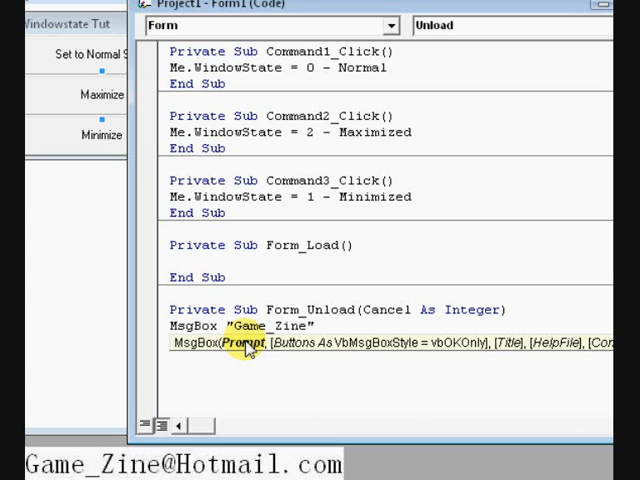 Project1 - Form1 (Code)
Windowstate Tut
Form
Unload
Set to Normal S
Maximize
Minimize
Private Sub Command1_Click()
Me.WindowState = 0 - Normal
End Sub
Private Sub Command2_Click()
Me.WindowState = 2 - Maximized
End Sub
Private Sub Command3_Click()
Me.WindowState = 1 - Minimized
End Sub
Private Sub Form_Load()
End Sub
Private Sub Form_Unload(Cancel As Integer)
MsgBox "Game_Zine"
MsgBox(Prompt, [Buttons As VbMsgBoxStyle = vbOKOnly], [Title], [HelpFile], [Con
Game_Zine@Hotmail.com